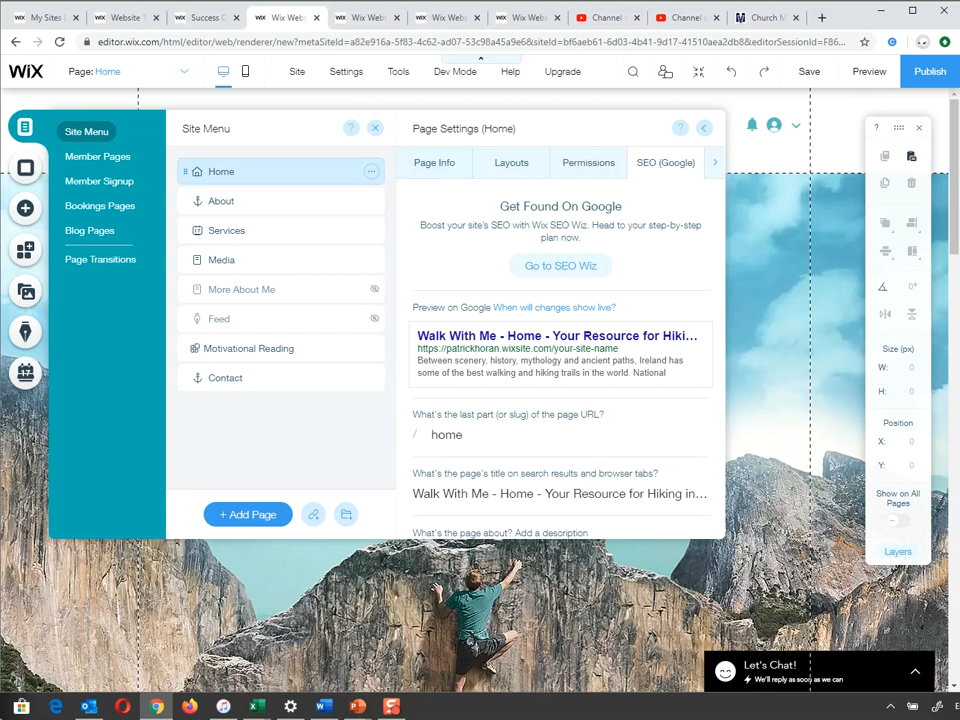 My Sites |
Website T
Success C
Wix Webs
Wix Webs
Wix Webs
Wix Webs
Channel c
Channel c
Church M
editor.wix.com/html/editor/web/renderer/new?metaSiteId=a82e916a-5f83-4c62-ad07-53c98a45a9e6&siteId=bf6aeb61-6d03-4b41-9d17-41510aea2db8&editorSessionId=F86...
WiX
Page: Home
Site
Settings
Tools
Dev Mode
Help
Upgrade
Save
Preview
Publish
Site Menu
Member Pages
Member Signup
Bookings Pages
Blog Pages
Page Transitions
Site Menu
?
Home
About
Services
Media
More About Me
Feed
Motivational Reading
Contact
+ Add Page
Page Settings (Home)
?
Page Info
Layouts
Permissions
SEO (Google)
Get Found On Google
Boost your site's SEO with Wix SEO Wiz. Head to your step-by-step
plan now.
Go to SEO Wiz
Preview on Google When will changes show live?
Walk With Me - Home - Your Resource for Hiki...
https://patrickhoran.wixsite.com/your-site-name
Between scenery, history, mythology and ancient paths, Ireland has
some of the best walking and hiking trails in the world. National
What's the last part (or slug) of the page URL?
/ home
What's the page's title on search results and browser tabs?
Walk With Me - Home - Your Resource for Hiking in...
What's the page about? Add a description
?
0°
Size (px)
W: 0
H: 0
Position
X: 0
Y: 0
Show on All
Pages
Layers
Let's Chat!
We'll reply as soon as we can
E